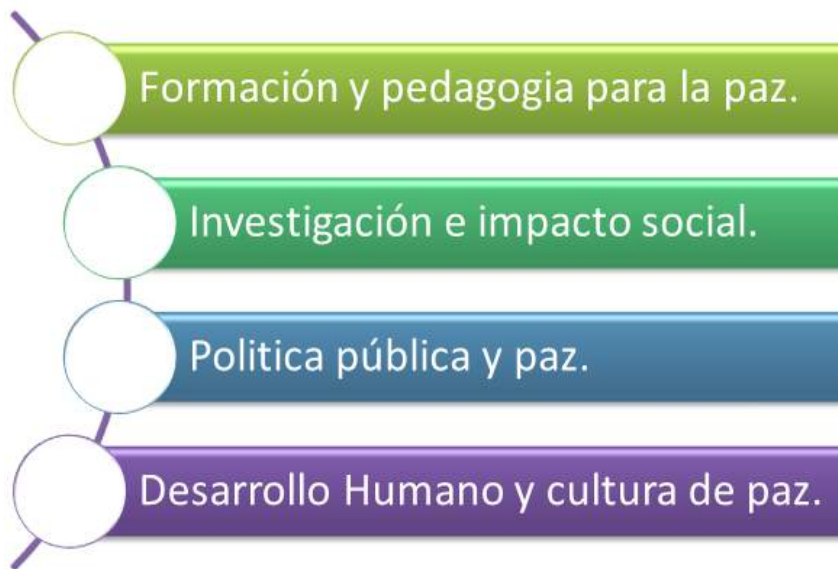 Formación y pedagogia para la paz.
Investigación e impacto social.
Politica pública y paz.
Desarrollo Humano y cultura de paz.